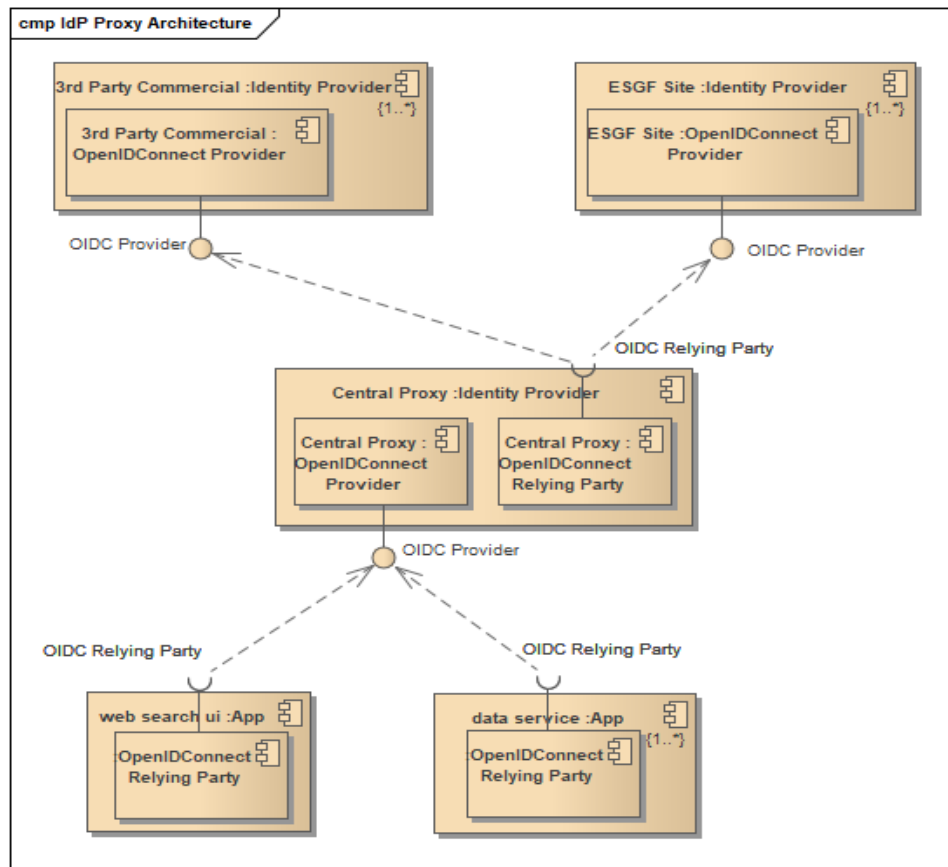 cmp IdP Proxy Architecture
3rd Party Commercial :Identity Provider
{1..*}
3rd Party Commercial :
OpenIDConnect Provider
OIDC Provider
ESGF Site :Identity Provider
{1..*}
ESGF Site :OpenIDConnect
Provider
OIDC Provider
OIDC Relying Party
Central Proxy :Identity Provider
Central Proxy :
OpenIDConnect
Provider
Central Proxy :
OpenIDConnect
Relying Party
OIDC Provider
OIDC Relying Party
web search ui :App
:OpenIDConnect
Relying Party
OIDC Relying Party
data service :App
{1..*}
:OpenIDConnect
Relying Party